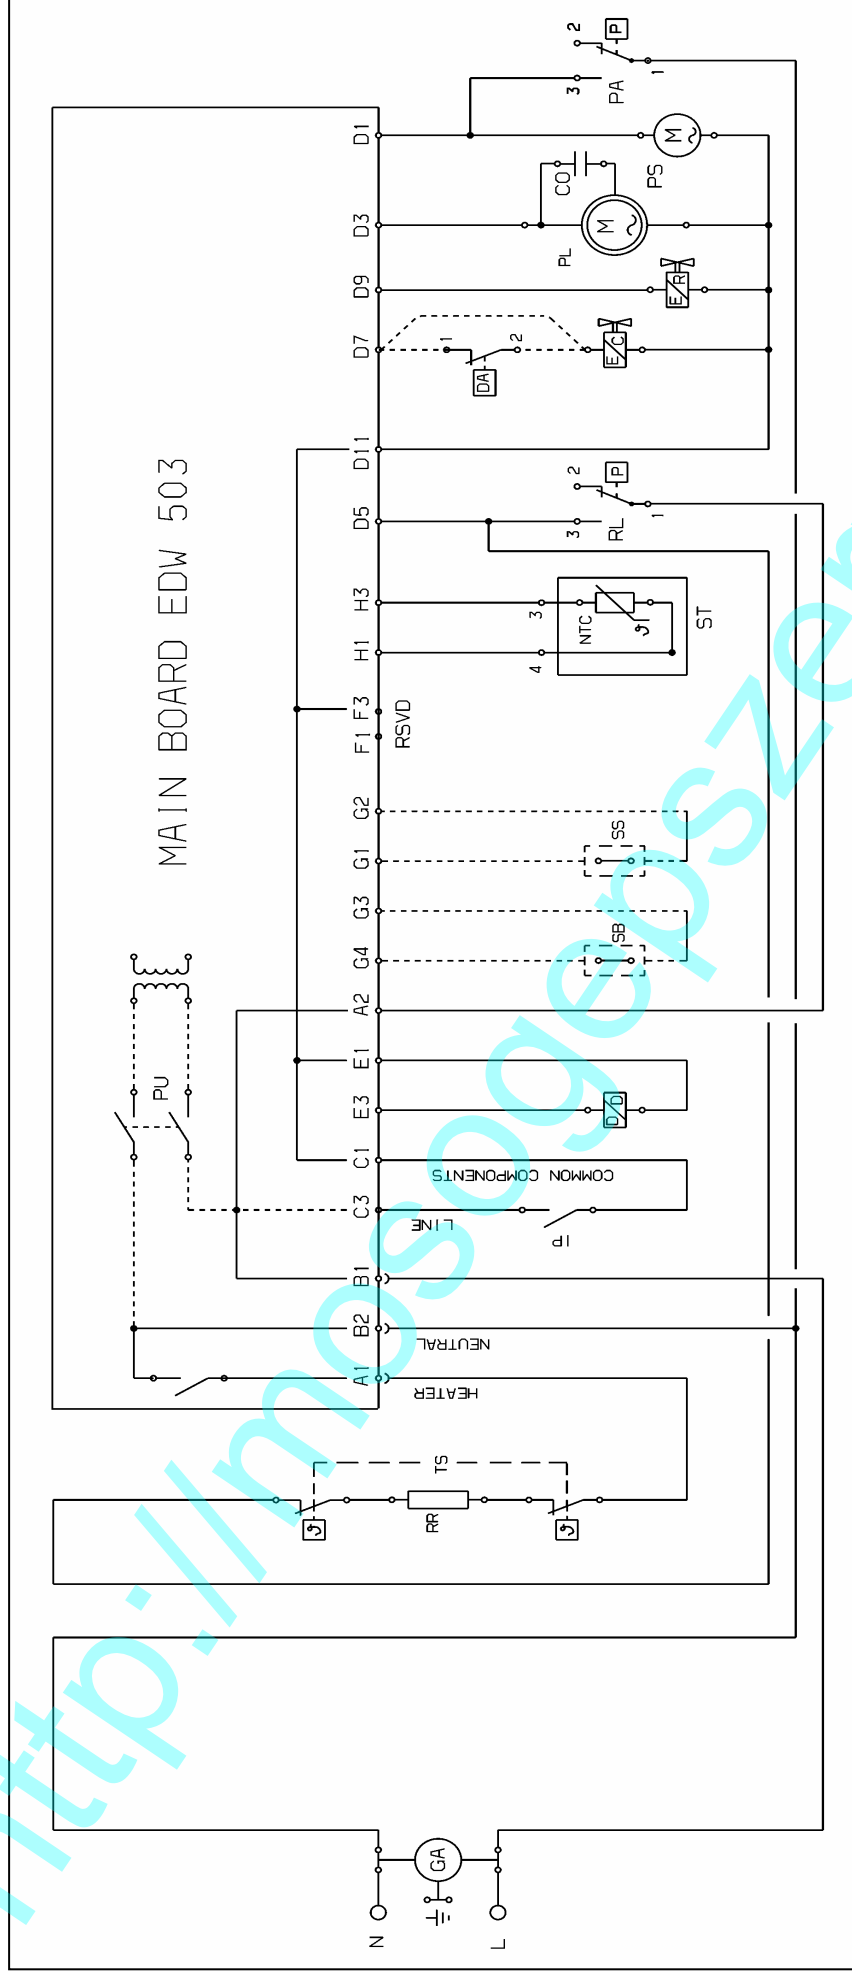 MAIN BOARD EDW 503
PU
A1
B2
B1
C3
C1
E3
E1
A2
G4
G3
G1
G2
F1
F3
RSVD
H1
H3
D5
D11
D7
D9
D3
D1
HEATER
NEUTRAL
LINE
COMMON COMPONENTS
IP
D D
SB
SS
4
3
NTC
ϑ
ST
3
2
P
1
RL
1
2
DA
E C
E R
PL
M
CO
PS
M
3
2
P
1
PA
TS
RR
ϑ
ϑ
N
GA
L
http://mosogepszer